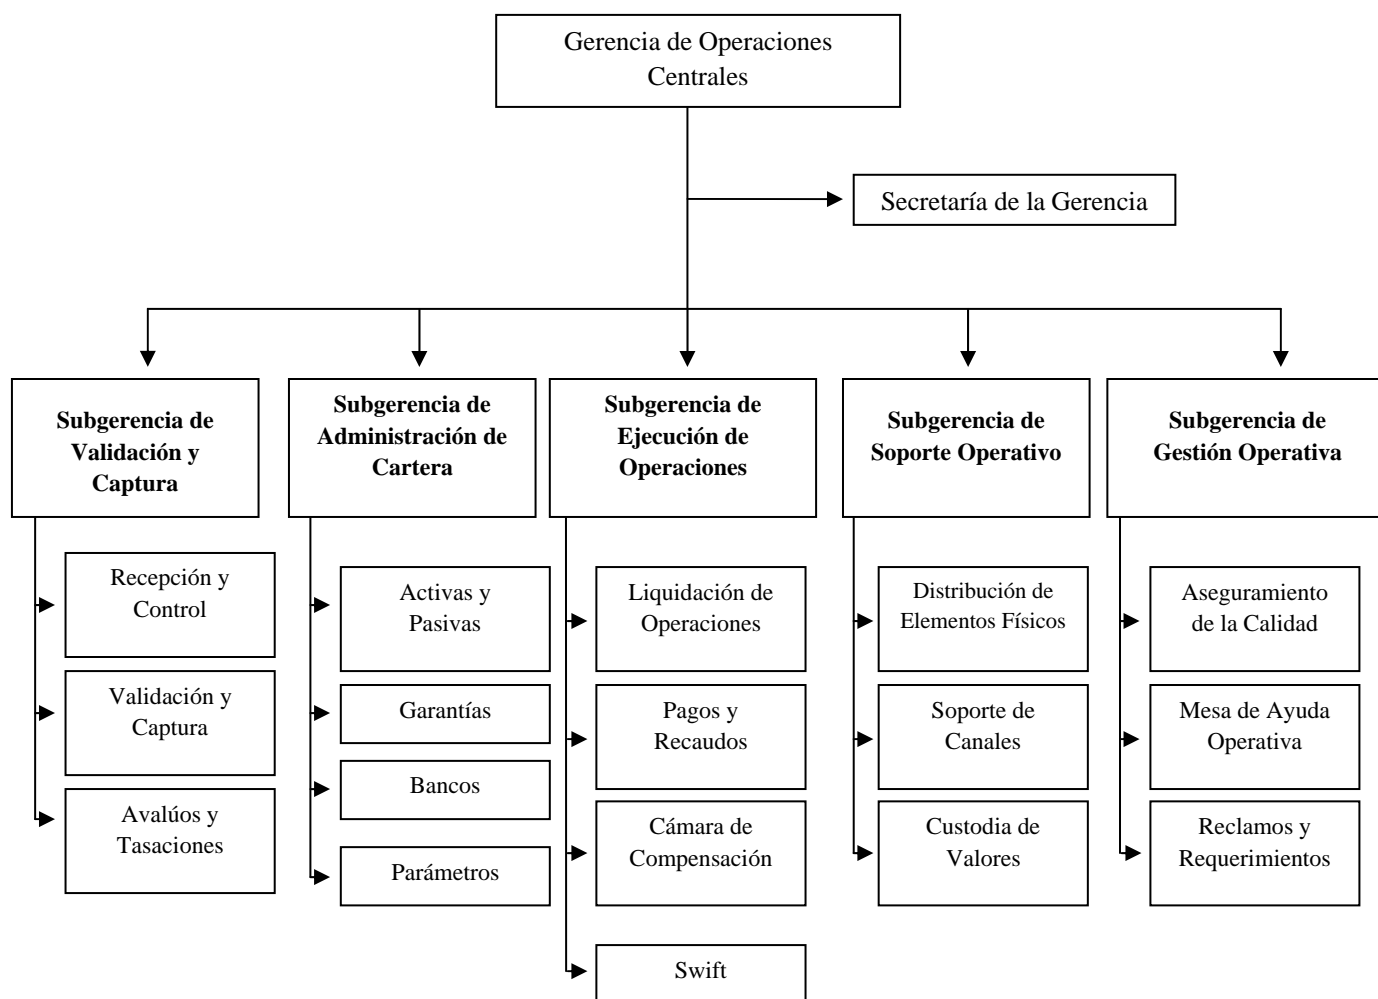 Gerencia de Operaciones
Centrales
Secretaría de la Gerencia
Subgerencia de
Validación y
Captura
Subgerencia de
Administración de
Cartera
Subgerencia de
Ejecución de
Operaciones
Subgerencia de
Soporte Operativo
Subgerencia de
Gestión Operativa
Recepción y
Control
Validación y
Captura
Avalúos y
Tasaciones
Activas y
Pasivas
Garantías
Bancos
Parámetros
Liquidación de
Operaciones
Pagos y
Recaudos
Cámara de
Compensación
Swift
Distribución de
Elementos Físicos
Soporte de
Canales
Custodia de
Valores
Aseguramiento
de la Calidad
Mesa de Ayuda
Operativa
Reclamos y
Requerimientos